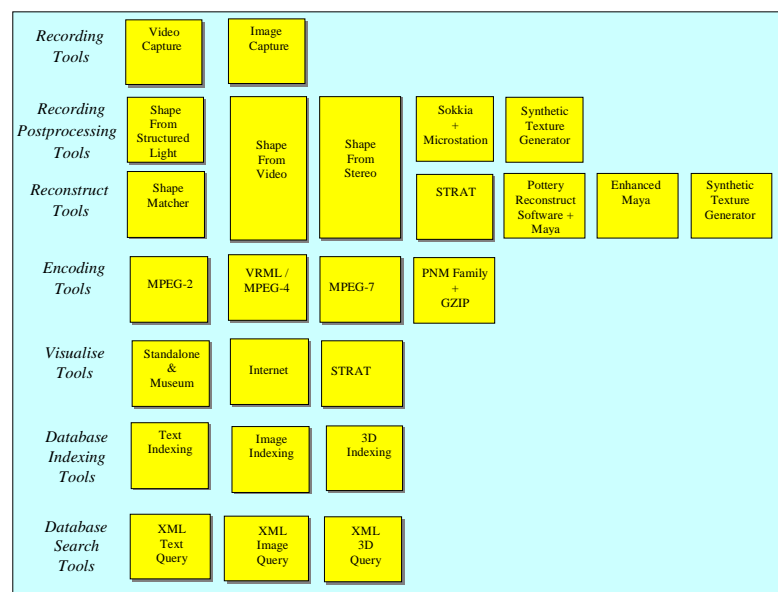 Recording
Tools
Video
Capture
Image
Capture
Recording
Postprocessing
Tools
Shape
From
Structured
Light
Shape
From
Video
Shape
From
Stereo
Sokkia
+
Microstation
Synthetic
Texture
Generator
Reconstruct
Tools
Shape
Matcher
STRAT
Pottery
Reconstruct
Software +
Maya
Enhanced
Maya
Synthetic
Texture
Generator
Encoding
Tools
MPEG-2
VRML /
MPEG-4
MPEG-7
PNM Family
+
GZIP
Visualise
Tools
Standalone
&
Museum
Internet
STRAT
Database
Indexing
Tools
Text
Indexing
Image
Indexing
3D
Indexing
Database
Search
Tools
XML
Text
Query
XML
Image
Query
XML
3D
Query